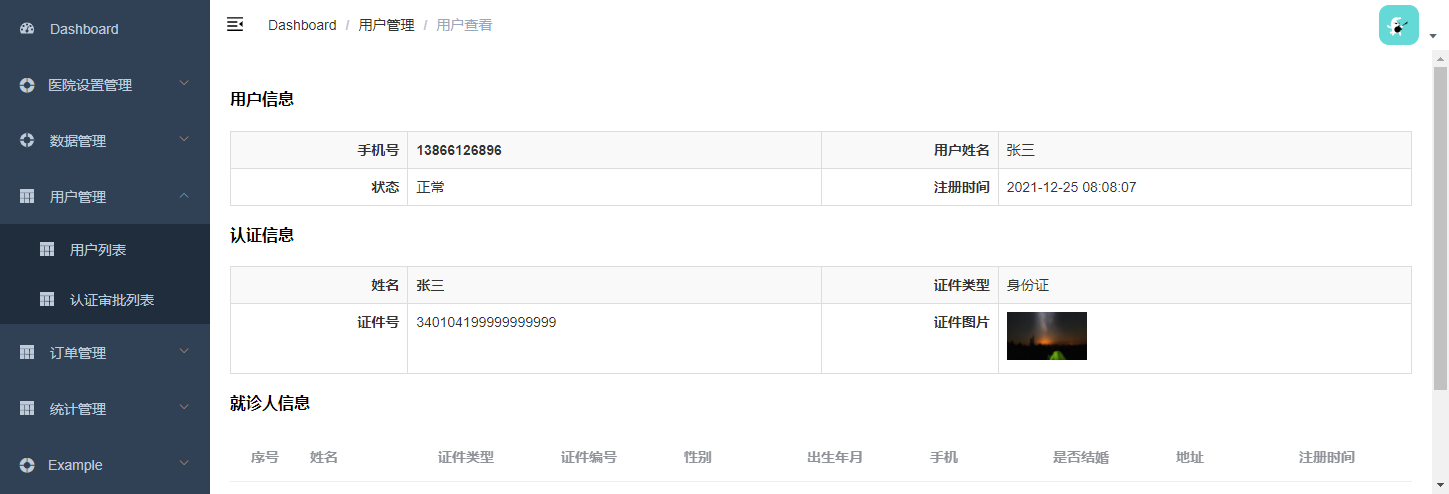 Dashboard
医院设置管理
数据管理
用户管理
用户列表
认证审批列表
订单管理
统计管理
Example
Dashboard / 用户管理 / 用户查看
用户信息
手机号 13866126896 用户姓名 张三
状态 正常 注册时间 2021-12-25 08:08:07
认证信息
姓名 张三 证件类型 身份证
证件号 340104199999999999 证件图片
就诊人信息
序号 姓名 证件类型 证件编号 性别 出生年月 手机 是否结婚 地址 注册时间